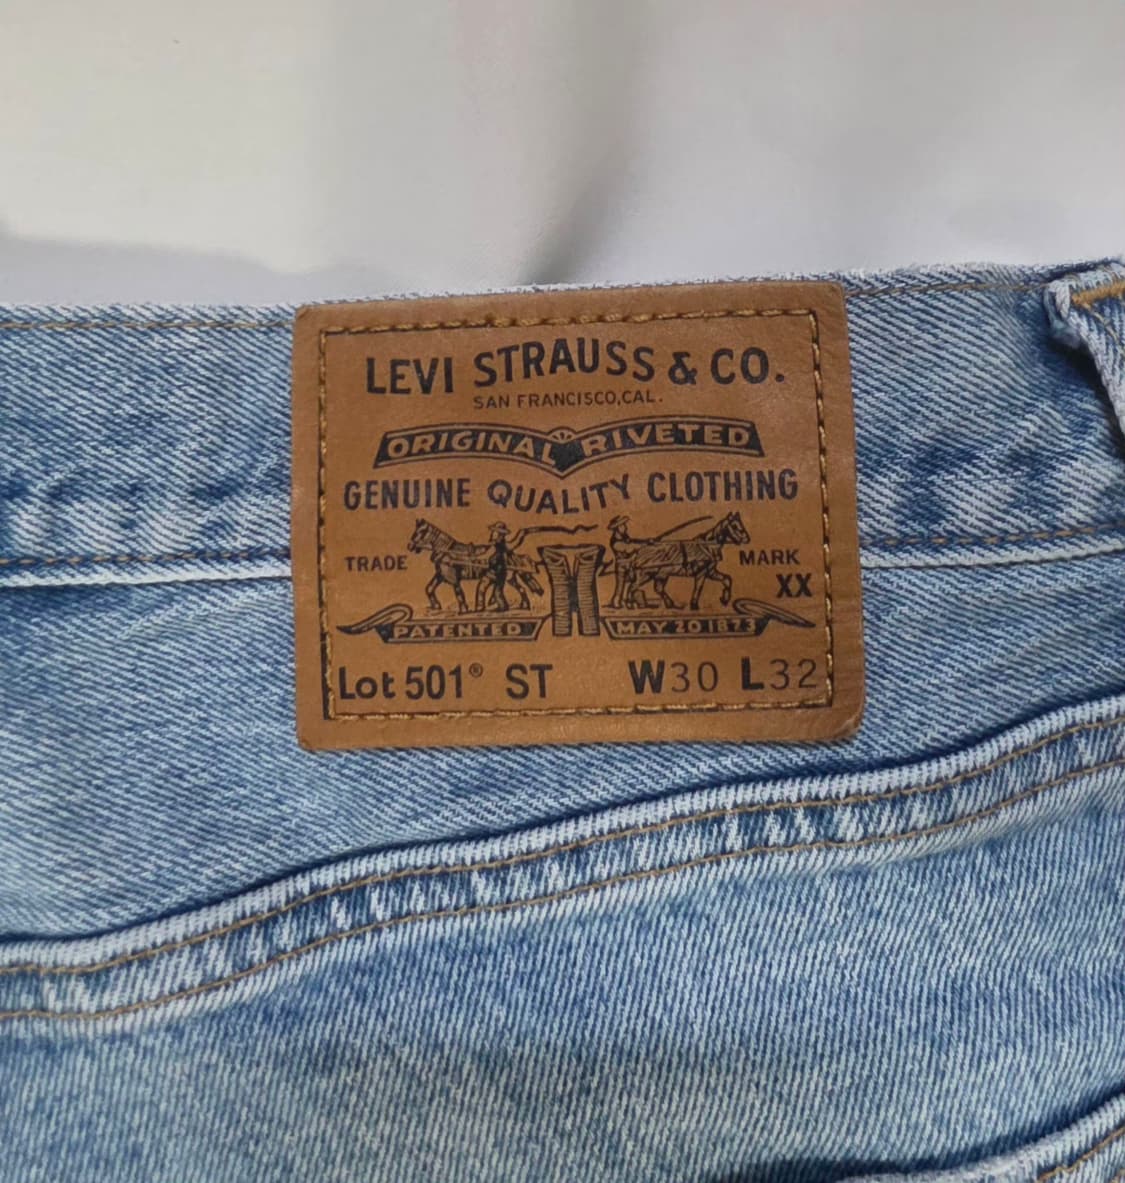 LEVI STRAUSS & CO.
SAN FRANCISCO, CAL.
ORIGINAL RIVETED
GENUINE QUALITY CLOTHING
TRADE MARK
XX
PATENTED MAY 20 1873
Lot 501® ST W30 L32